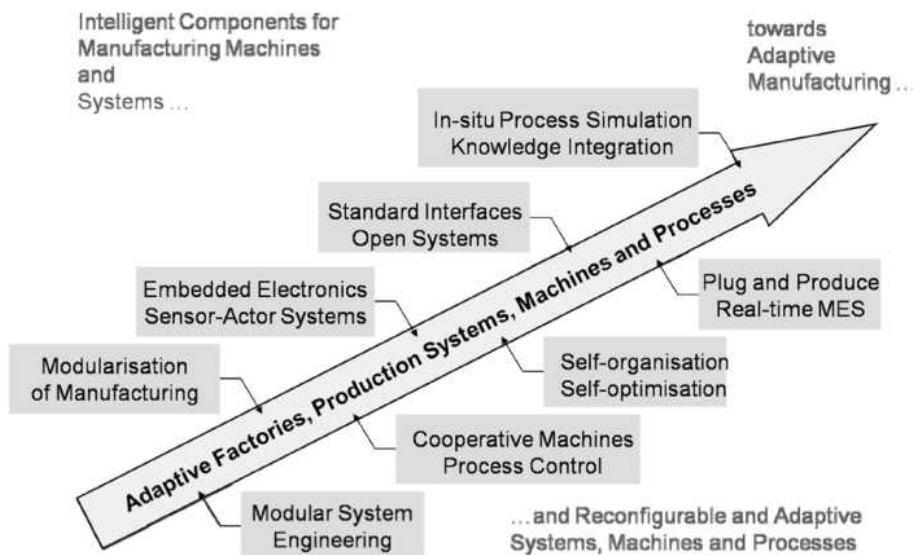 Intelligent Components for
Manufacturing Machines
and
Systems …
towards
Adaptive
Manufacturing …
In-situ Process Simulation
Knowledge Integration
Standard Interfaces
Open Systems
Embedded Electronics
Sensor-Actor Systems
Modularisation
of Manufacturing
Adaptive Factories, Production Systems, Machines and Processes
Plug and Produce
Real-time MES
Self-organisation
Self-optimisation
Cooperative Machines
Process Control
Modular System
Engineering
…and Reconfigurable and Adaptive
Systems, Machines and Processes